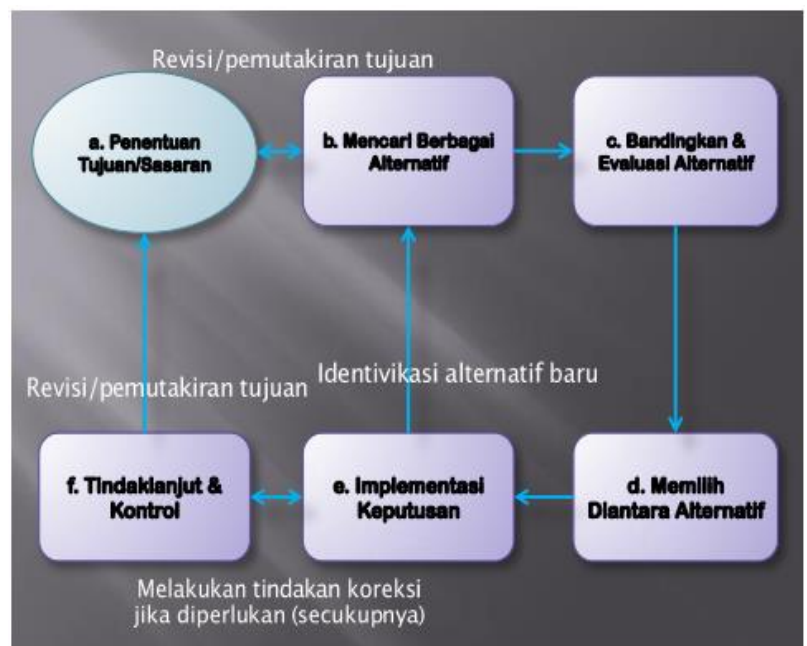 Revisi/pemutakiran tujuan
a. Penentuan
Tujuan/Sasaran
b. Mencari Berbagai
Alternatif
c. Bandingkan &
Evaluasi Alternatif
Revisi/pemutakiran tujuan
Identivikasi alternatif baru
f. Tindaklanjut &
Kontrol
e. Implementasi
Keputusan
d. Memilih
Diantara Alternatif
Melakukan tindakan koreksi
jika diperlukan (secukupnya)